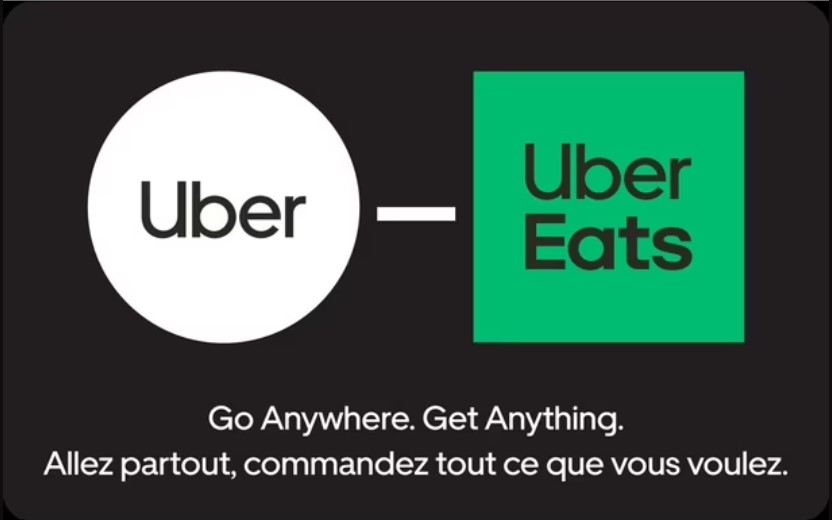 Uber
Uber
Eats
Go Anywhere. Get Anything.
Allez partout, commandez tout ce que vous voulez.